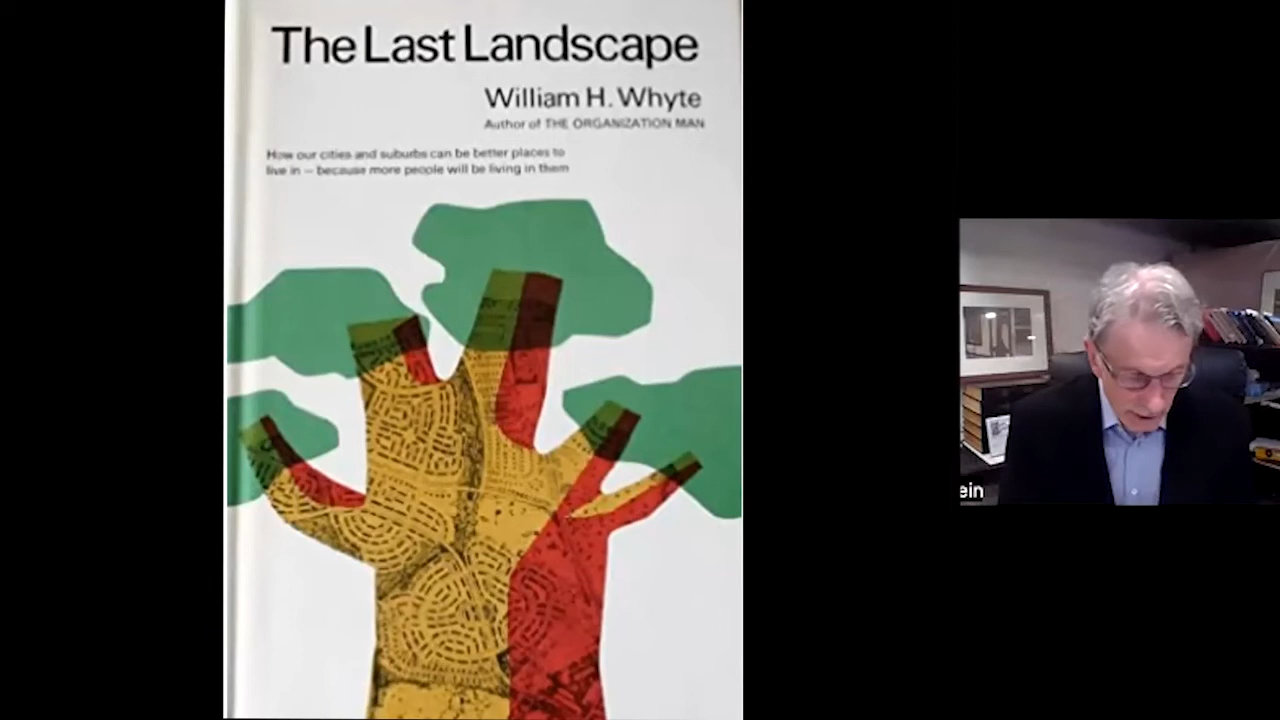 The Last Landscape
William H. Whyte
Author of THE ORGANIZATION MAN
How our cities and suburbs can be better places to
live in — because more people will be living in them
ein